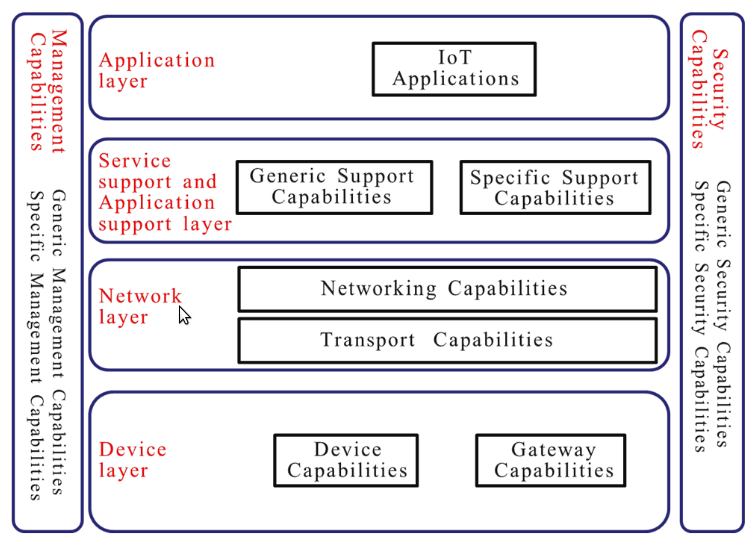 Management
Capabilities
Generic Management Capabilities
Specific Management Capabilities
Application
layer
IoT
Applications
Service
support and
Application
support layer
Generic Support
Capabilities
Specific Support
Capabilities
Network
layer
Networking Capabilities
Transport Capabilities
Device
layer
Device
Capabilities
Gateway
Capabilities
Security
Capabilities
Generic Security Capabilities
Specific Security Capabilities